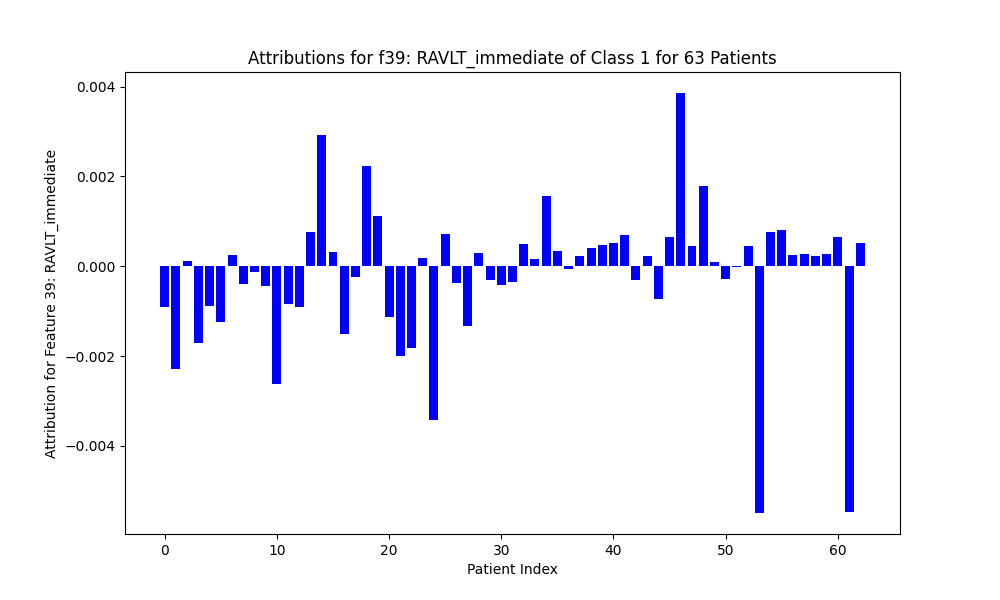 Attributions for f39: RAVLT_immediate of Class 1 for 63 Patients
Attribution for Feature 39: RAVLT_immediate
0.004
0.002
0.000
−0.002
−0.004
0 10 20 30 40 50 60
Patient Index